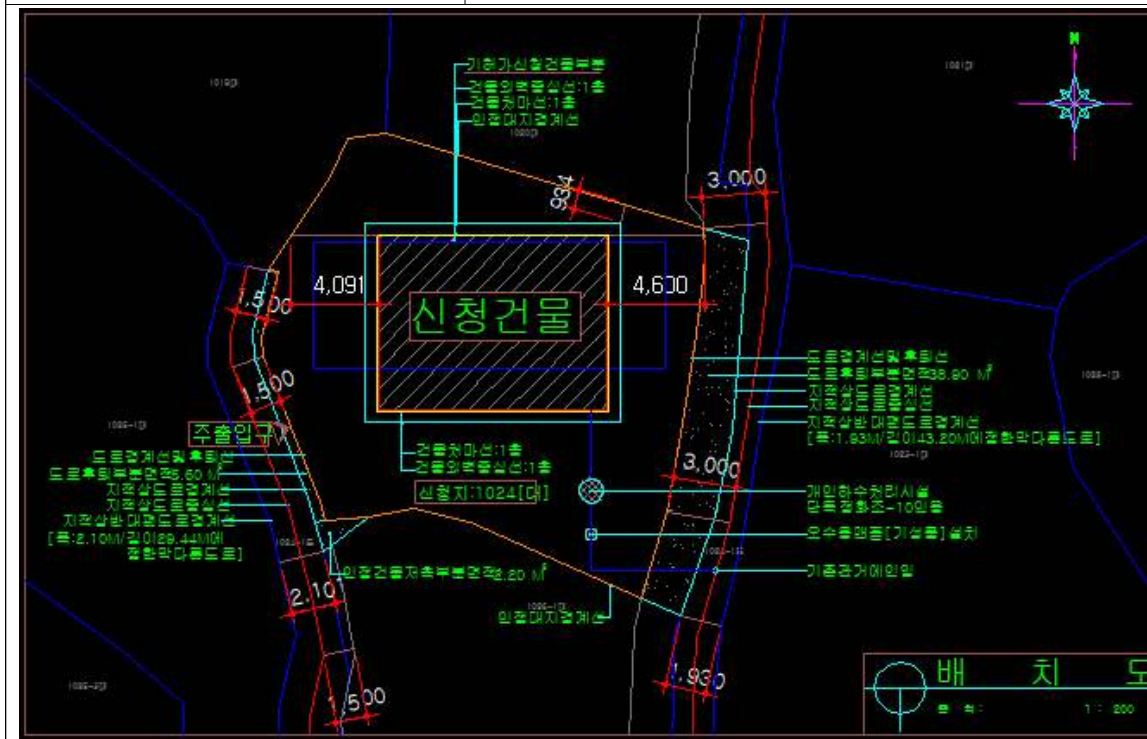 기허가신청건물부분
건물외벽중심선:1층
건물처마선:1층
인접대지경계선
N
934
3,000
4,091
4,600
신청건물
1,500
1,500
주출입구
도로경계선및후퇴선
도로후퇴부분면적5.60 M²
지적상도로경계선
지적상도로중심선
지적상반대편도로경계선
[폭:2.10M/길이29.44M에
접한막다른도로]
건물처마선:1층
건물외벽중심선:1층
신청지:1024[대]
도로경계선및후퇴선
도로후퇴부분면적38.90 M²
지적상도로경계선
지적상도로중심선
지적상반대편도로경계선
[폭:1.93M/길이43.20M에접한막다른도로]
3,000
개인하수처리시설
단독정화조-10인용
오수용맨홀[기성품]설치
기존관거에인입
인접건물저촉부분면적2.20 M²
인접대지경계선
2.10
1,930
1,500
배 치 도
축 척:
1 : 200